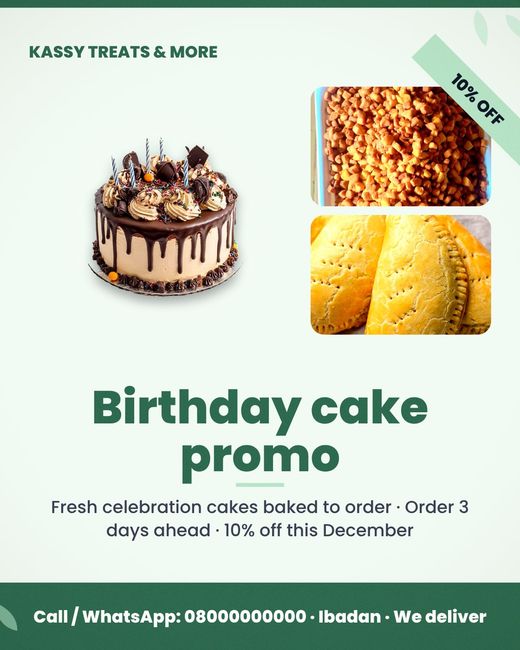 KASSY TREATS & MORE
10% OFF
Birthday cake
promo
Fresh celebration cakes baked to order · Order 3
days ahead · 10% off this December
Call / WhatsApp: 08000000000 · Ibadan · We deliver